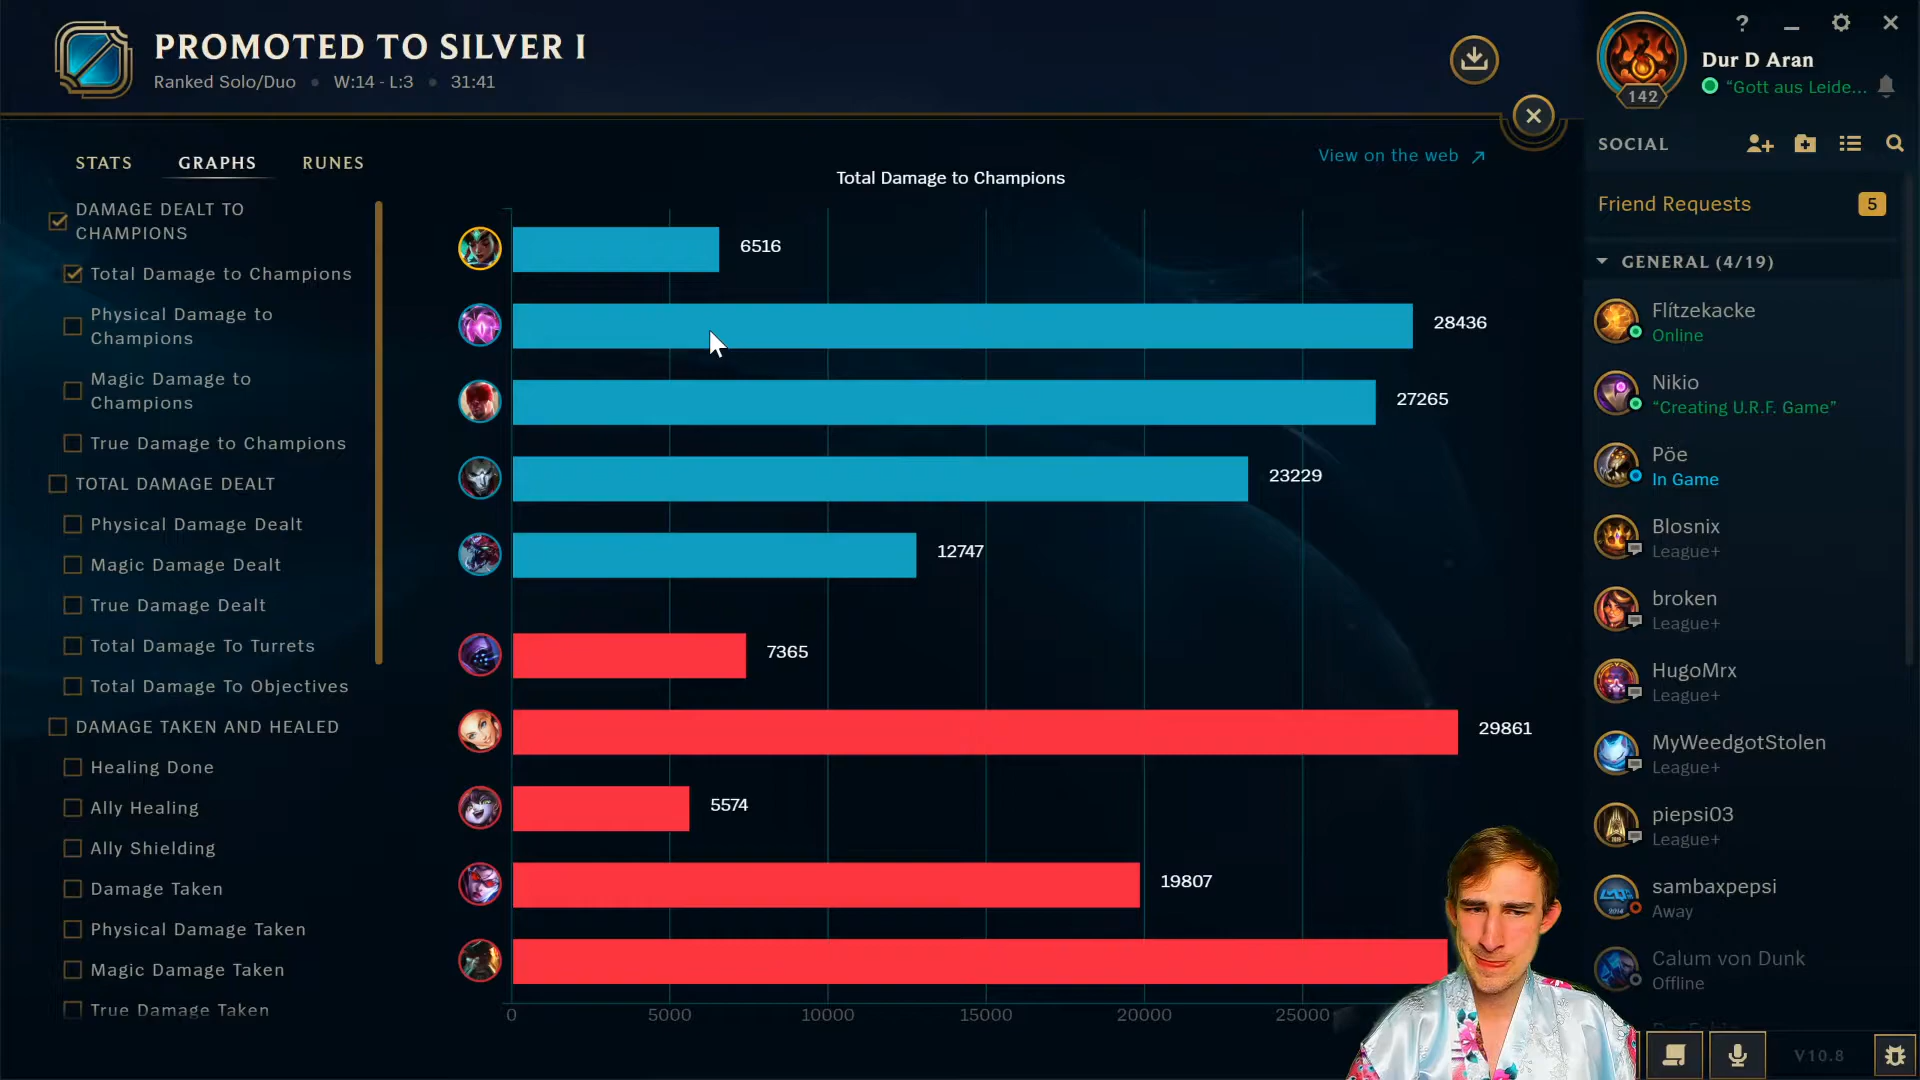 PROMOTED TO SILVER I
Ranked Solo/Duo • W:14 - L:3 • 31:41
?
Dur D Aran
"Gott aus Leide...
142
STATS
GRAPHS
RUNES
View on the web
SOCIAL
Total Damage to Champions
DAMAGE DEALT TO
CHAMPIONS
Total Damage to Champions
Physical Damage to
Champions
Magic Damage to
Champions
True Damage to Champions
TOTAL DAMAGE DEALT
Physical Damage Dealt
Magic Damage Dealt
True Damage Dealt
Total Damage To Turrets
Total Damage To Objectives
DAMAGE TAKEN AND HEALED
Healing Done
Ally Healing
Ally Shielding
Damage Taken
Physical Damage Taken
Magic Damage Taken
True Damage Taken
6516
28436
27265
23229
12747
7365
29861
5574
19807
0
5000
10000
15000
20000
25000
Friend Requests
5
GENERAL (4/19)
Flítzekacke
Online
Nikio
"Creating U.R.F. Game"
Pöe
In Game
Blosnix
League+
broken
League+
HugoMrx
League+
MyWeedgotStolen
League+
piepsi03
League+
sambaxpepsi
Away
Calum von Dunk
Offline
V10.8